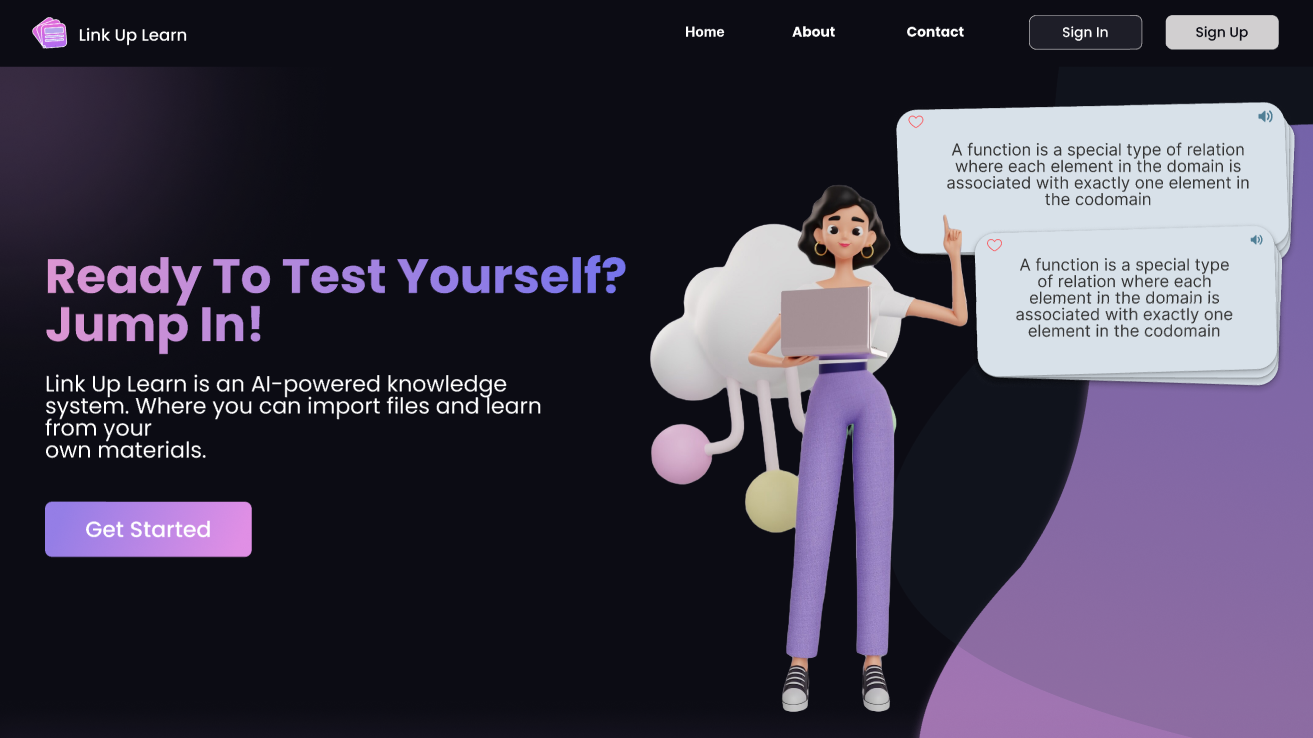 Link Up Learn
Home
About
Contact
Sign In
Sign Up
A function is a special type of relation
where each element in the domain is
associated with exactly one element in
the codomain
A function is a special type
of relation where each
element in the domain is
associated with exactly one
element in the codomain
Ready To Test Yourself?
Jump In!
Link Up Learn is an AI-powered knowledge
system. Where you can import files and learn
from your
own materials.
Get Started